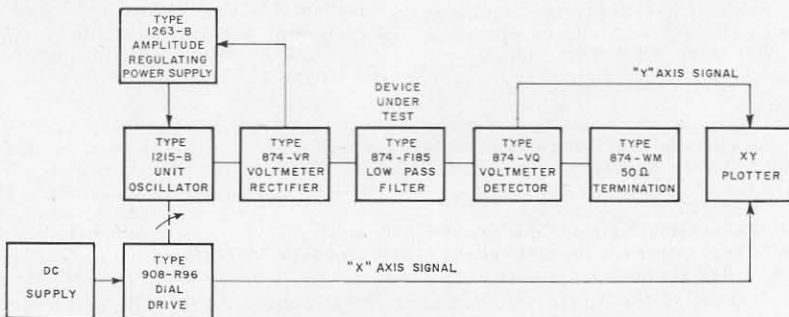 TYPE
1263-B
AMPLITUDE
REGULATING
POWER SUPPLY
"Y" AXIS SIGNAL
DEVICE
UNDER
TEST
TYPE
1215-B
UNIT
OSCILLATOR
TYPE
874-VR
VOLTMETER
RECTIFIER
TYPE
874-F185
LOW PASS
FILTER
TYPE
874-VQ
VOLTMETER
DETECTOR
TYPE
874-WM
50Ω
TERMINATION
XY
PLOTTER
DC
SUPPLY
TYPE
908-R96
DIAL
DRIVE
"X" AXIS SIGNAL